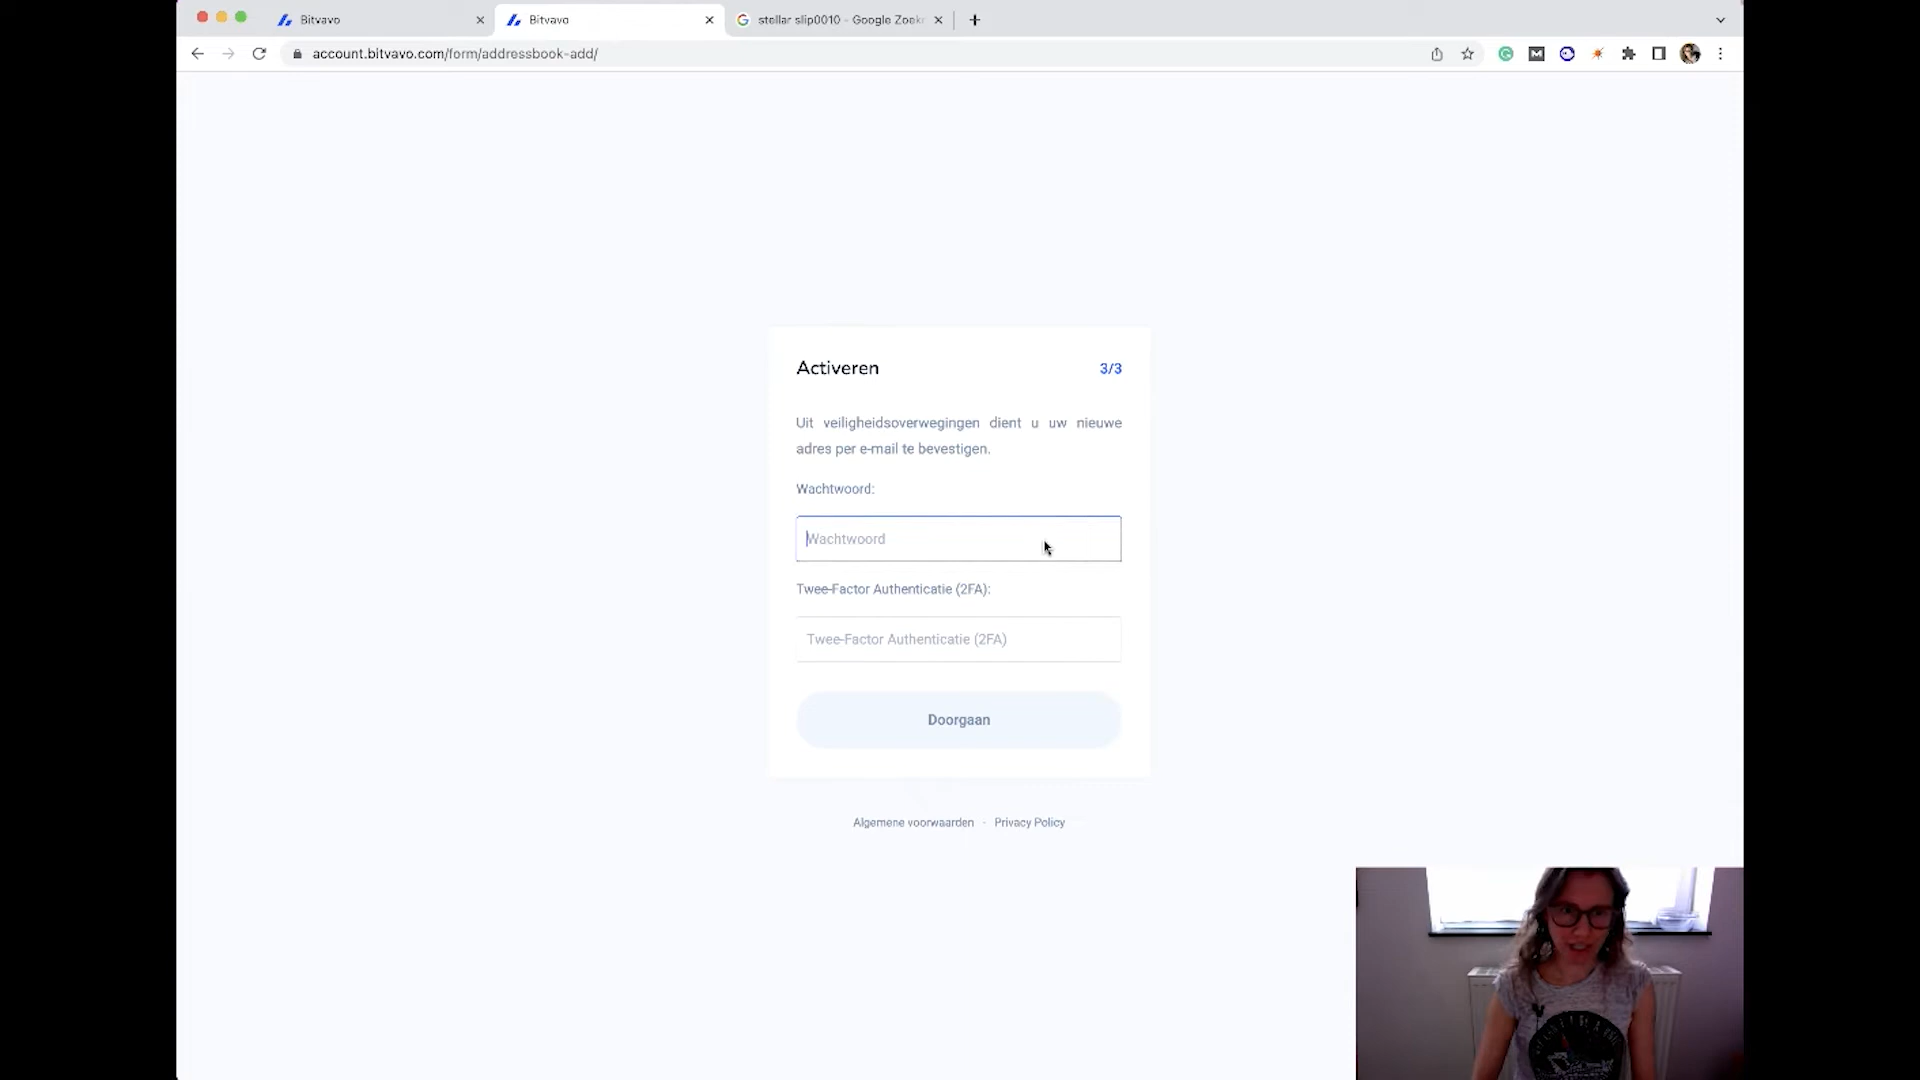 Bitvavo
Bitvavo
stellar slip0010 - Google Zoek
account.bitvavo.com/form/addressbook-add/
Activeren
3/3
Uit veiligheidsoverwegingen dient u uw nieuwe
adres per e-mail te bevestigen.
Wachtwoord:
Wachtwoord
Twee-Factor Authenticatie (2FA):
Twee-Factor Authenticatie (2FA)
Doorgaan
Algemene voorwaarden - Privacy Policy